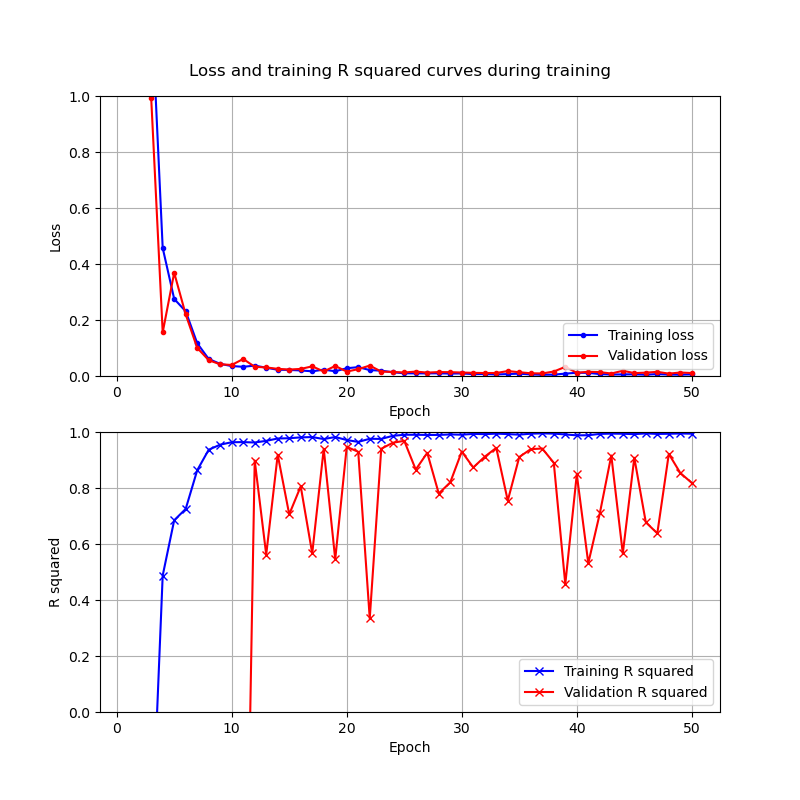 Loss and training R squared curves during training
1.0
0.8
0.6
0.4
0.2
0.0
Loss
Training loss
Validation loss
0 10 20 30 40 50
Epoch
1.0
0.8
0.6
0.4
0.2
0.0
R squared
Training R squared
Validation R squared
0 10 20 30 40 50
Epoch